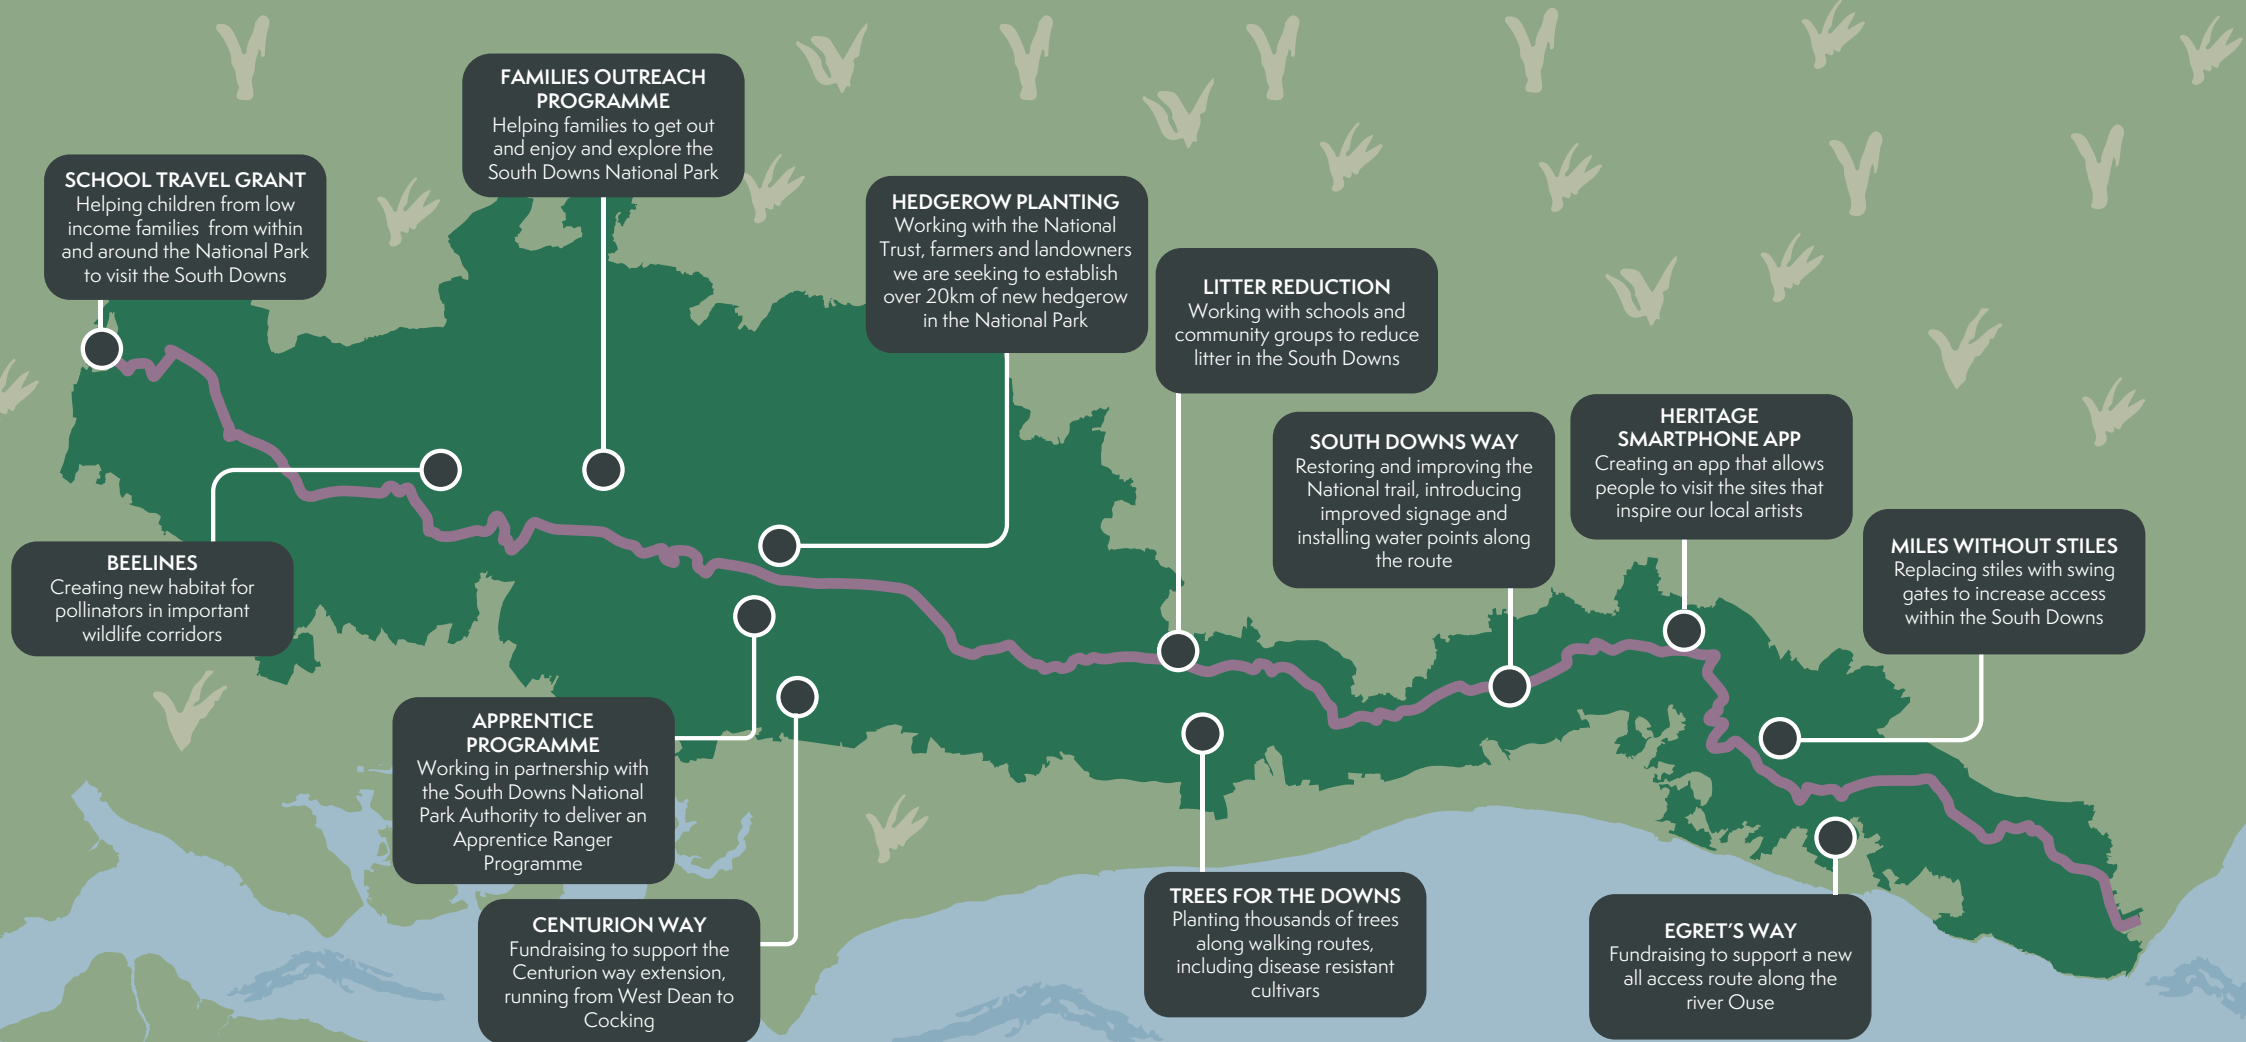 FAMILIES OUTREACH
PROGRAMME
Helping families to get out
and enjoy and explore the
South Downs National Park
SCHOOL TRAVEL GRANT
Helping children from low
income families from within
and around the National Park
to visit the South Downs
HEDGEROW PLANTING
Working with the National
Trust, farmers and landowners
we are seeking to establish
over 20km of new hedgerow
in the National Park
LITTER REDUCTION
Working with schools and
community groups to reduce
litter in the South Downs
SOUTH DOWNS WAY
Restoring and improving the
National trail, introducing
improved signage and
installing water points along
the route
HERITAGE
SMARTPHONE APP
Creating an app that allows
people to visit the sites that
inspire our local artists
MILES WITHOUT STILES
Replacing stiles with swing
gates to increase access
within the South Downs
BEELINES
Creating new habitat for
pollinators in important
wildlife corridors
APPRENTICE
PROGRAMME
Working in partnership with
the South Downs National
Park Authority to deliver an
Apprentice Ranger
Programme
CENTURION WAY
Fundraising to support the
Centurion way extension,
running from West Dean to
Cocking
TREES FOR THE DOWNS
Planting thousands of trees
along walking routes,
including disease resistant
cultivars
EGRET'S WAY
Fundraising to support a new
all access route along the
river Ouse